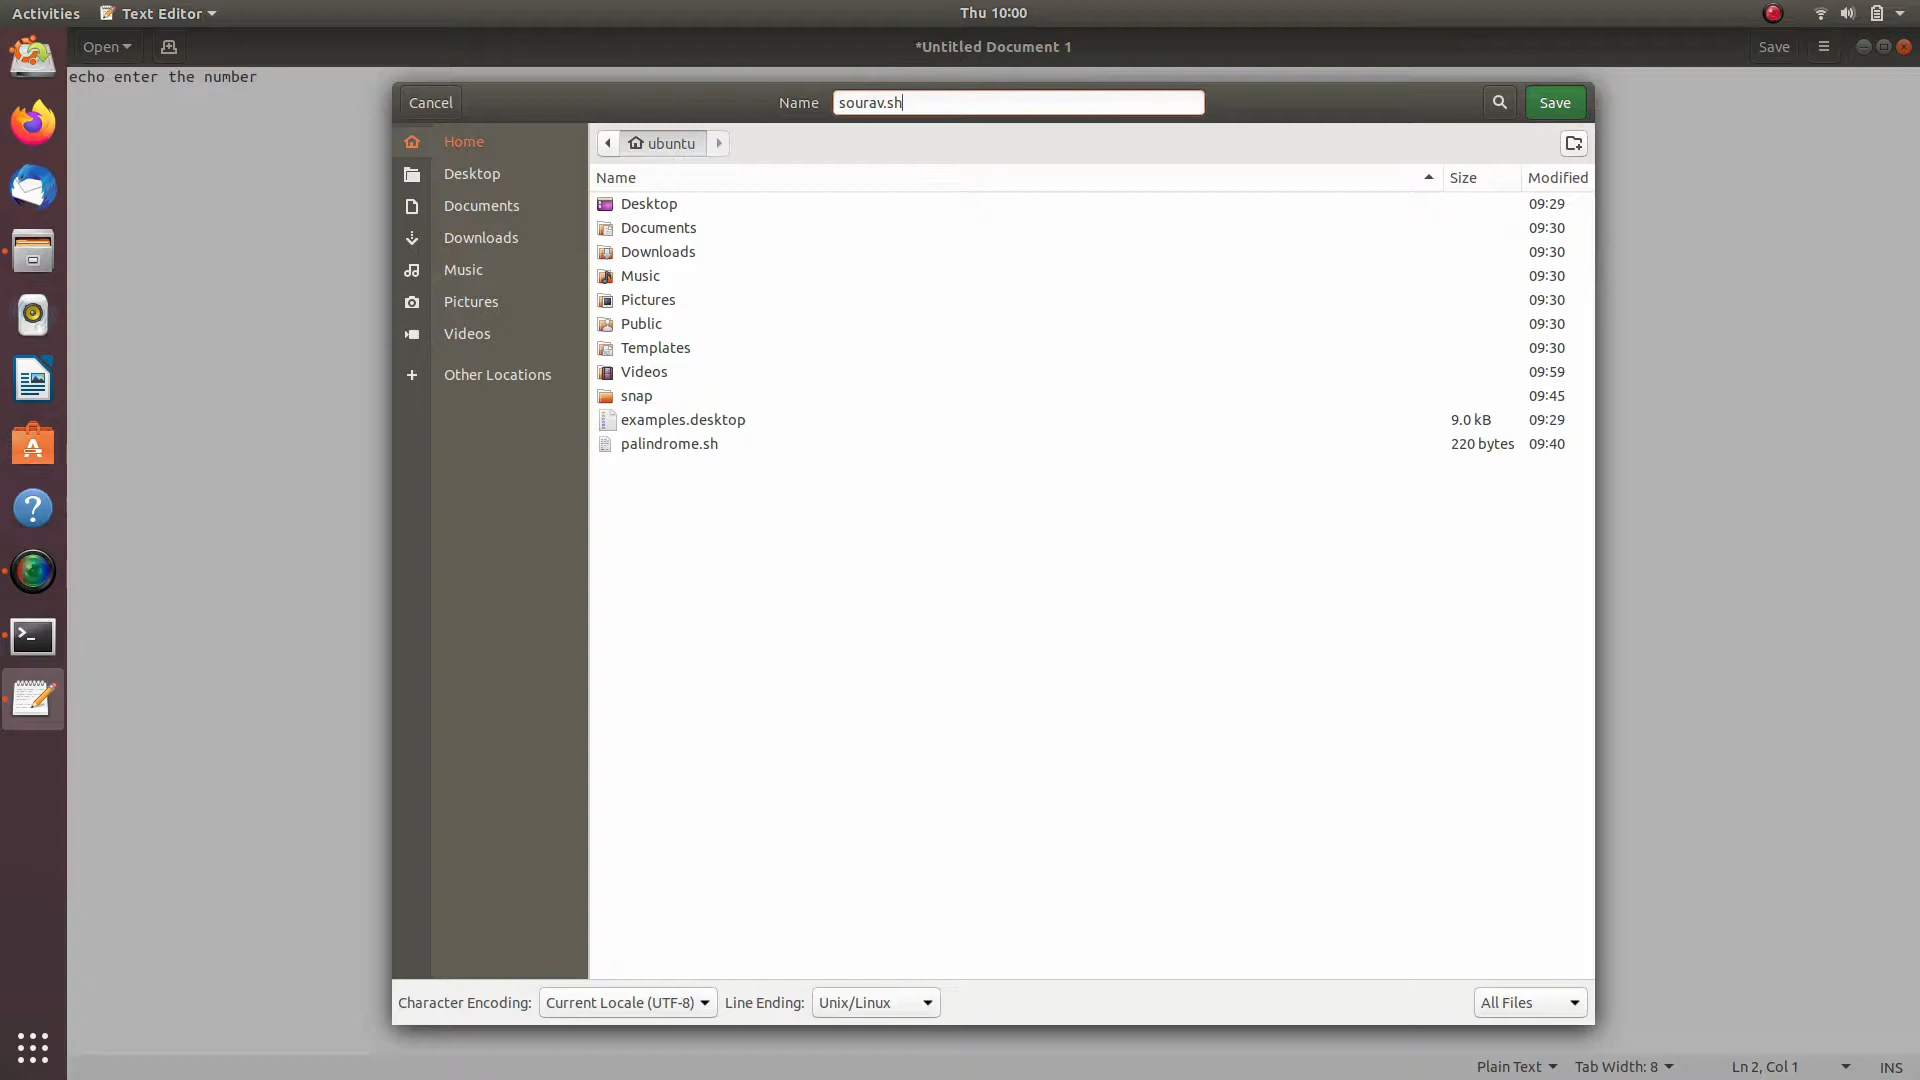 Activities Text Editor Thu 10:00
Open *Untitled Document 1 Save
echo enter the number
Cancel Name sourav.sh Save
Home
Desktop
Documents
Downloads
Music
Pictures
Videos
Other Locations
ubuntu
Name Size Modified
Desktop 09:29
Documents 09:30
Downloads 09:30
Music 09:30
Pictures 09:30
Public 09:30
Templates 09:30
Videos 09:59
snap 09:45
examples.desktop 9.0 kB 09:29
palindrome.sh 220 bytes 09:40
Character Encoding: Current Locale (UTF-8) Line Ending: Unix/Linux All Files
Plain Text Tab Width: 8 Ln 2, Col 1 INS